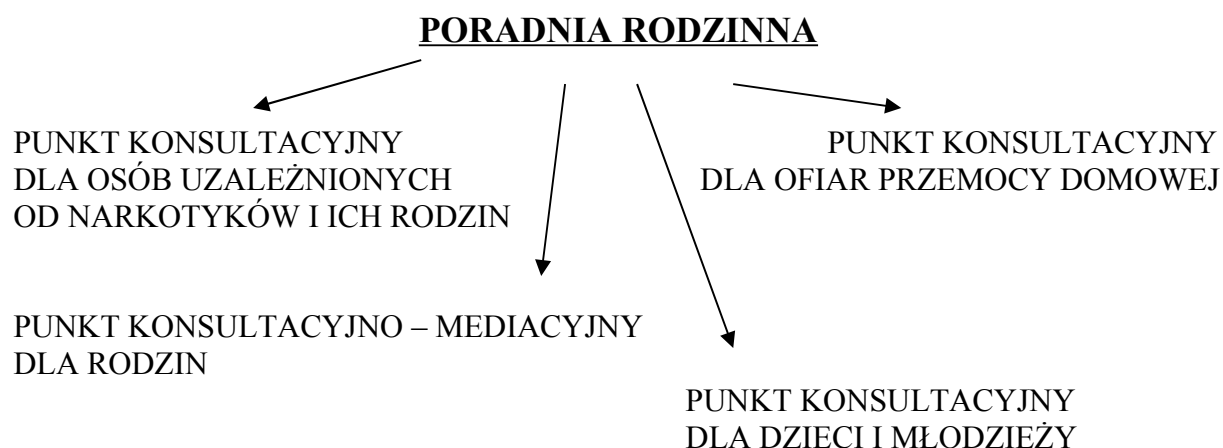 PORADNIA RODZINNA
PUNKT KONSULTACYJNY
DLA OSÓB UZALEŻNIONYCH
OD NARKOTYKÓW I ICH RODZIN
PUNKT KONSULTACYJNY
DLA OFIAR PRZEMOCY DOMOWEJ
PUNKT KONSULTACYJNO – MEDIACYJNY
DLA RODZIN
PUNKT KONSULTACYJNY
DLA DZIECI I MŁODZIEŻY